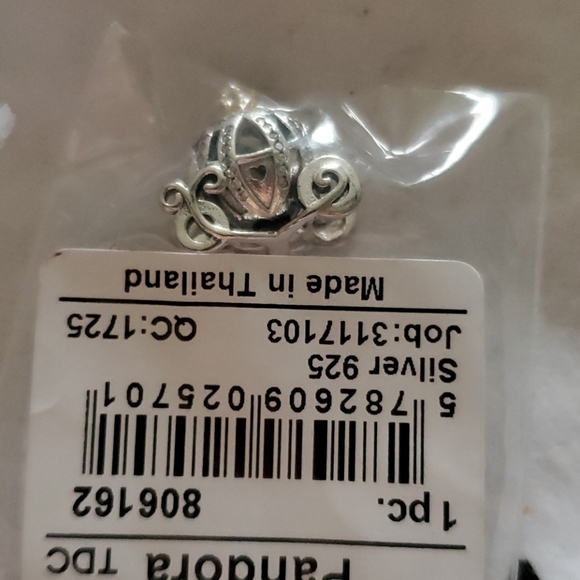 Pandora TDC
1 pc. 806162
5 782609 025701
Silver 925
Job:3117103 QC:1725
Made in Thailand